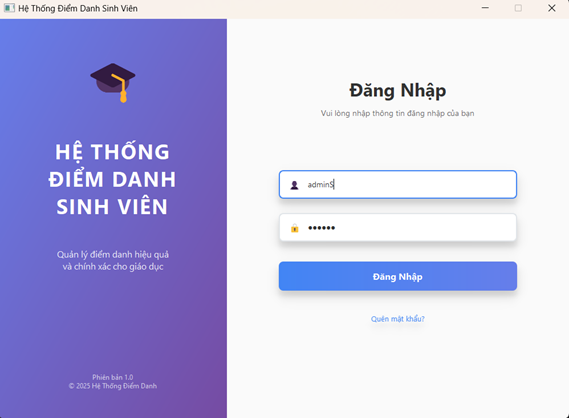 Hệ Thống Điểm Danh Sinh Viên
HỆ THỐNG
ĐIỂM DANH
SINH VIÊN
Quản lý điểm danh hiệu quả
và chính xác cho giáo dục
Phiên bản 1.0
© 2025 Hệ Thống Điểm Danh
Đăng Nhập
Vui lòng nhập thông tin đăng nhập của bạn
adminS
••••••
Đăng Nhập
Quên mật khẩu?